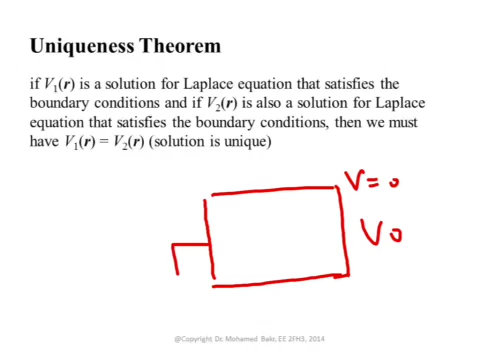 Uniqueness Theorem
if V₁(r) is a solution for Laplace equation that satisfies the
boundary conditions and if V₂(r) is also a solution for Laplace
equation that satisfies the boundary conditions, then we must
have V₁(r) = V₂(r) (solution is unique)
V = 0
V 0
@Copyright Dr. Mohamed Bakr, EE 2FH3, 2014